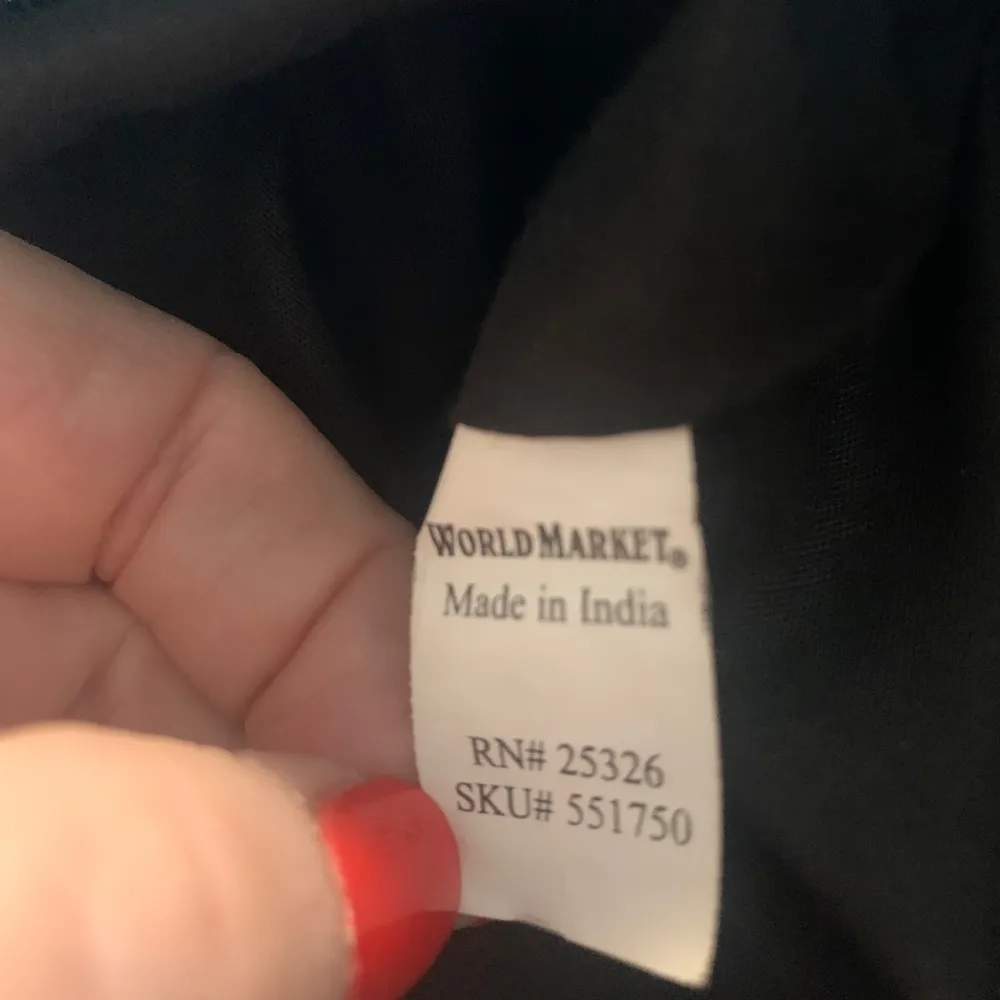 WORLD MARKET®
Made in India
RN# 25326
SKU# 551750